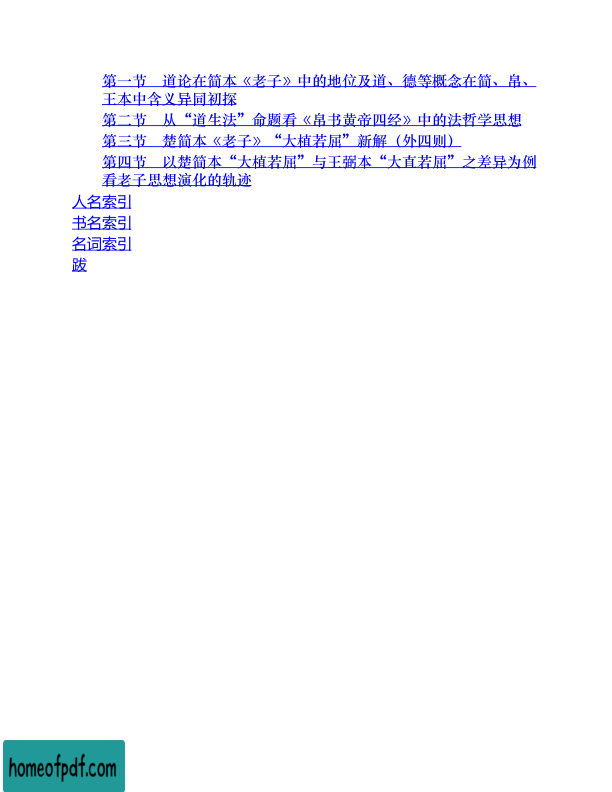 第一节　道论在简本《老子》中的地位及道、德等概念在简、帛、
王本中含义异同初探
第二节　从“道生法”命题看《帛书黄帝四经》中的法哲学思想
第三节　楚简本《老子》“大植若屈”新解（外四则）
第四节　以楚简本“大植若屈”与王弼本“大直若屈”之差异为例
看老子思想演化的轨迹
人名索引
书名索引
名词索引
跋
homeofpdf.com